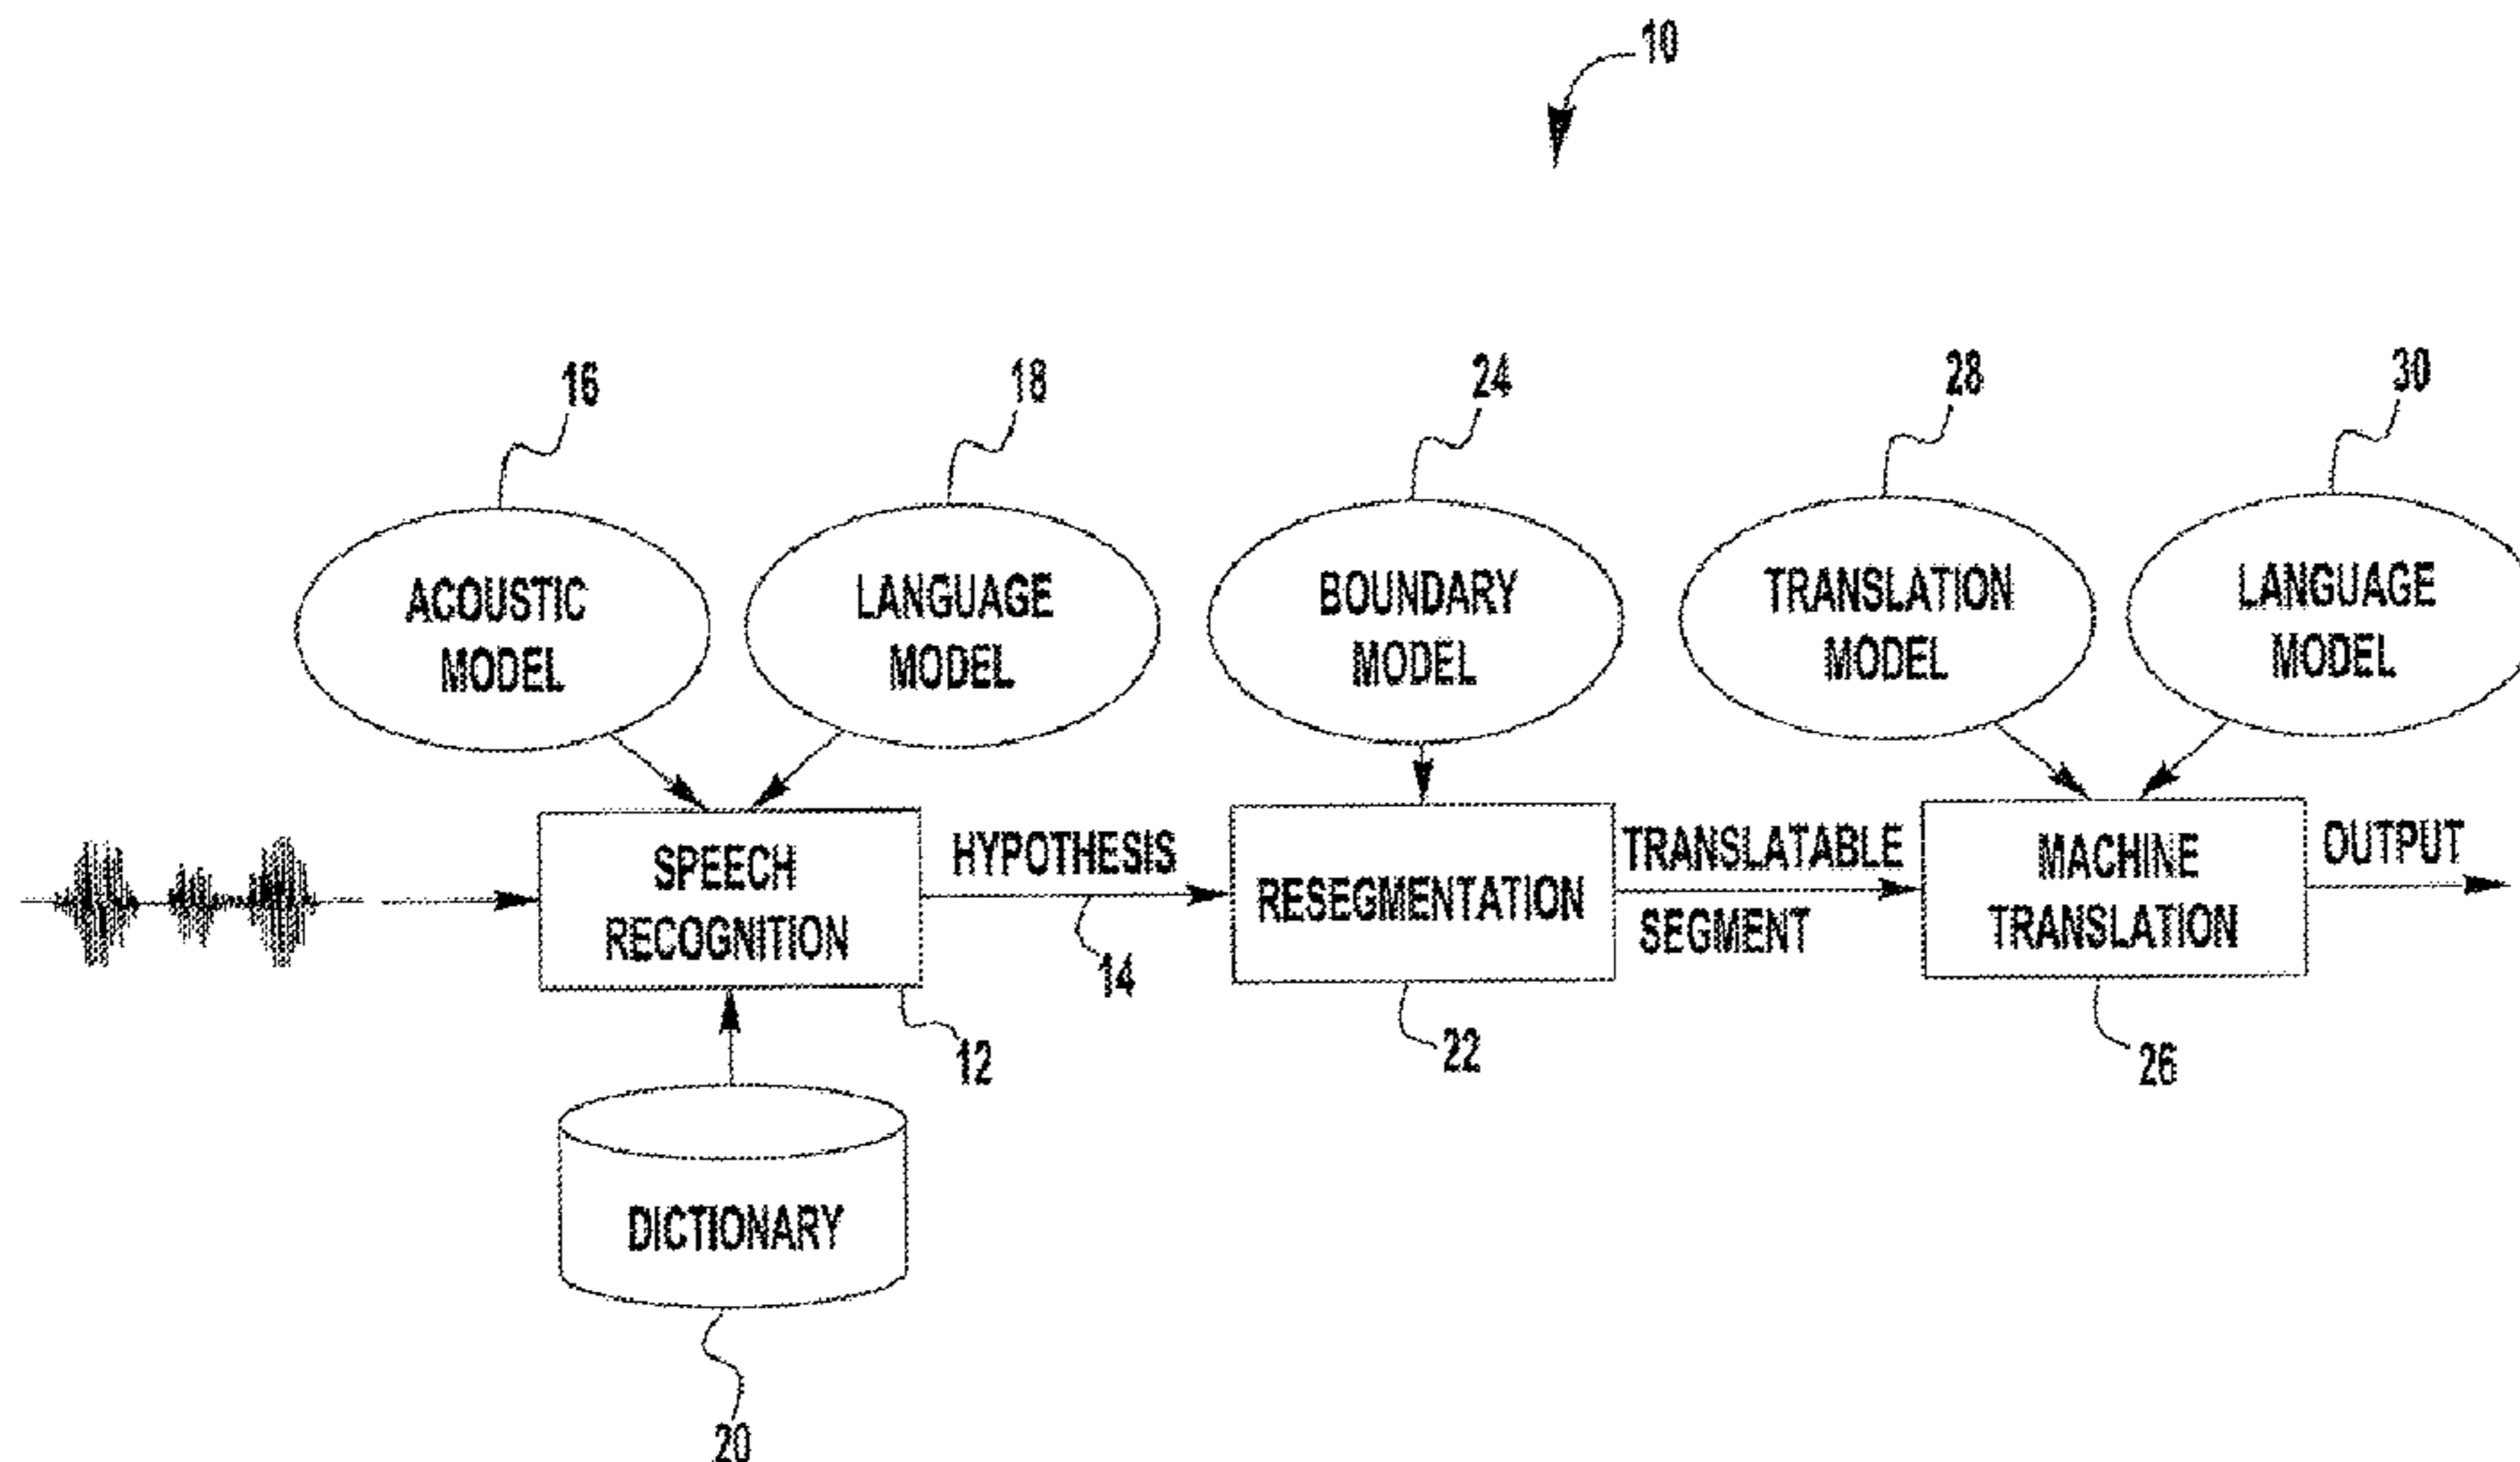 10
16
18
24
28
30
ACOUSTIC
MODEL
LANGUAGE
MODEL
BOUNDARY
MODEL
TRANSLATION
MODEL
LANGUAGE
MODEL
SPEECH
RECOGNITION
HYPOTHESIS
14
RESEGMENTATION
TRANSLATABLE
SEGMENT
MACHINE
TRANSLATION
OUTPUT
12
22
26
DICTIONARY
20